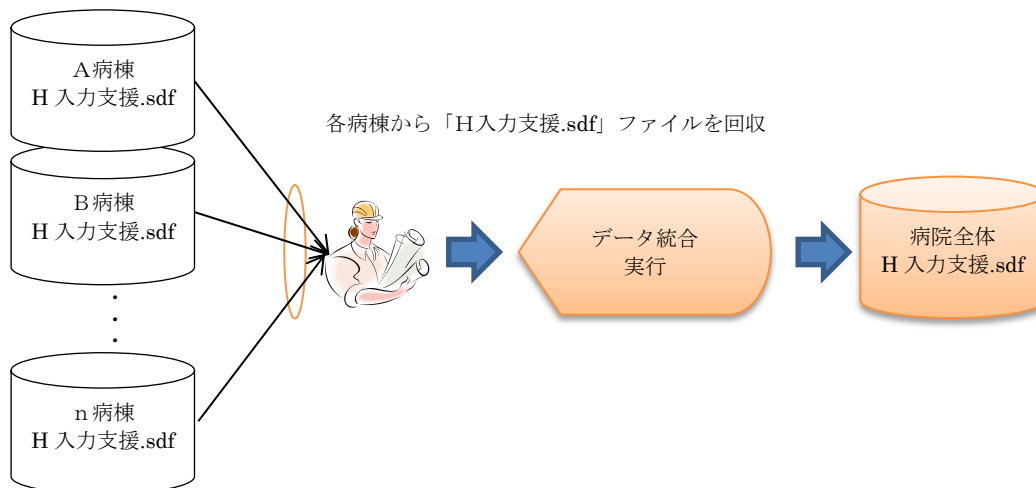 Ａ病棟
H 入力支援.sdf
各病棟から「Ｈ入力支援.sdf」ファイルを回収
Ｂ病棟
H 入力支援.sdf
データ統合
実行
病院全体
H 入力支援.sdf
・
・
・
ｎ病棟
H 入力支援.sdf